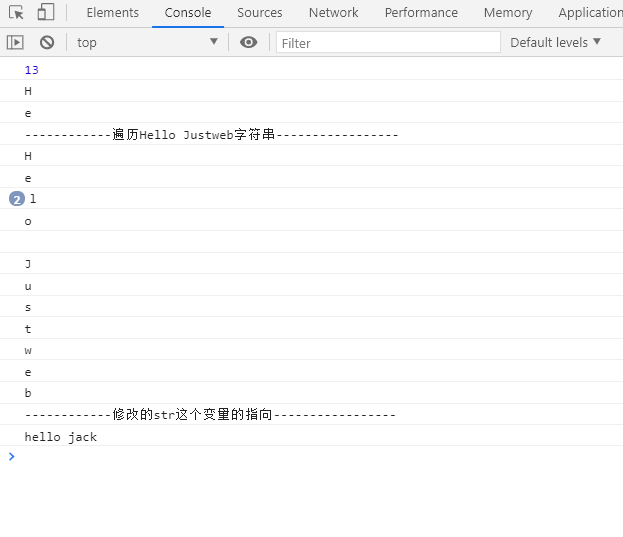 Elements Console Sources Network Performance Memory Application
top Filter Default levels
13
H
e
------------遍历Hello Justweb字符串-----------------
H
e
2 l
o
J
u
s
t
w
e
b
------------修改的str这个变量的指向-----------------
hello jack